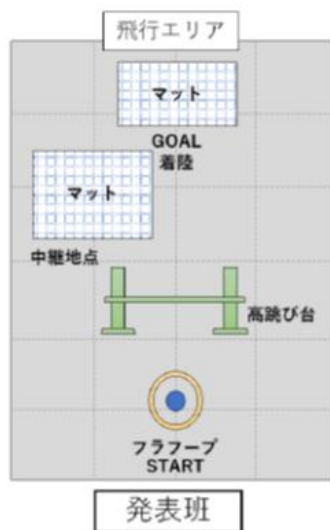 飛行エリア
マット
GOAL
着陸
マット
中継地点
高跳び台
フラフープ
START
発表班